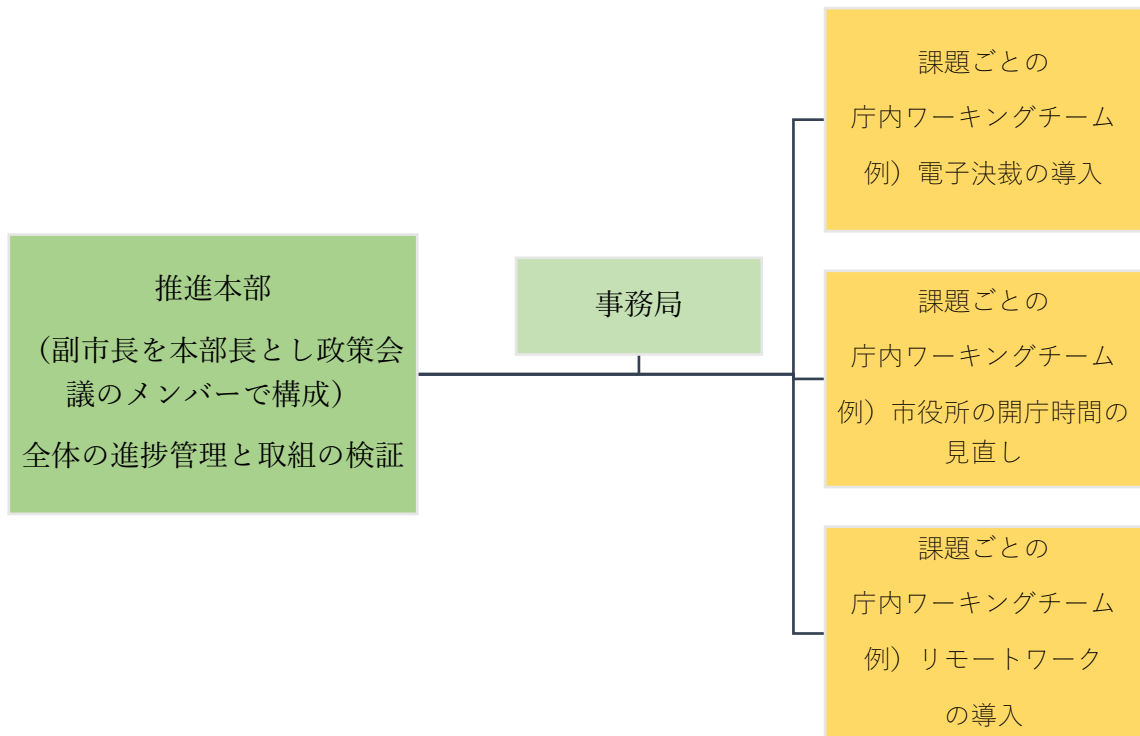 推進本部
（副市長を本部長とし政策会
議のメンバーで構成）
全体の進捗管理と取組の検証
事務局
課題ごとの
庁内ワーキングチーム
例）電子決裁の導入
課題ごとの
庁内ワーキングチーム
例）市役所の開庁時間の
見直し
課題ごとの
庁内ワーキングチーム
例）リモートワーク
の導入